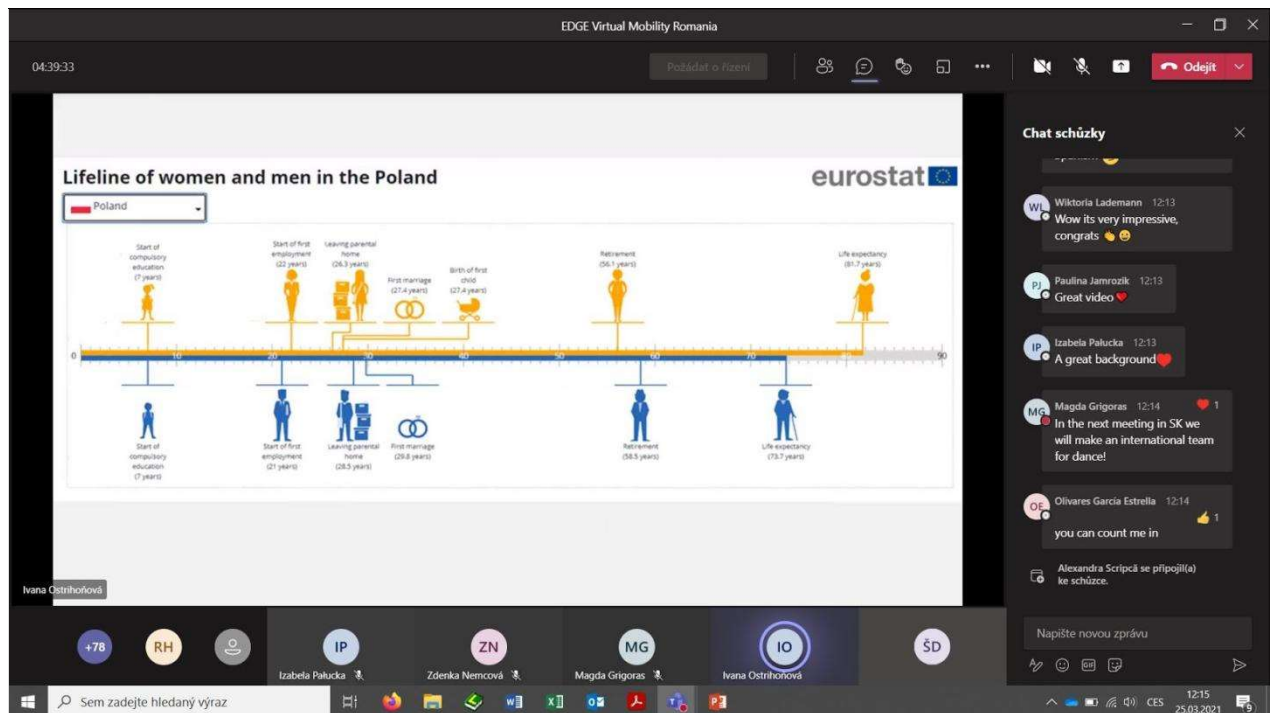 EDGE Virtual Mobility Romania
04:39:33
Požádat o řízení
Odejít
Lifeline of women and men in the Poland
eurostat
Poland
Start of
compulsory
education
(7 years)
Start of first
employment
(22 years)
Leaving parental
home
(26.3 years)
First marriage
(27.4 years)
Birth of first
child
(27.4 years)
Retirement
(56.1 years)
Life expectancy
(81.7 years)
0 10 20 30 40 50 60 70 80 90
Start of
compulsory
education
(7 years)
Start of first
employment
(21 years)
Leaving parental
home
(28.5 years)
First marriage
(29.8 years)
Retirement
(58.5 years)
Life expectancy
(73.7 years)
Ivana Ostrihoňová
Chat schůzky
WL
Wiktoria Lademann 12:13
Wow its very impressive,
congrats
PJ
Paulina Jamrozik 12:13
Great video
IP
Izabela Pałucka 12:13
A great background
MG
Magda Grigoras 12:14
1
In the next meeting in SK we
will make an international team
for dance!
Olivares Garcia Estrella 12:14
1
you can count me in
Alexandra Scripcă se připojil(a)
ke schůzce.
Napište novou zprávu
GIF
+78
RH
IP
Izabela Pałucka
ZN
Zdenka Nemcová
MG
Magda Grigoras
IO
Ivana Ostrihoňová
ŠD
Sem zadejte hledaný výraz
CES
12:15
25.03.2021
9